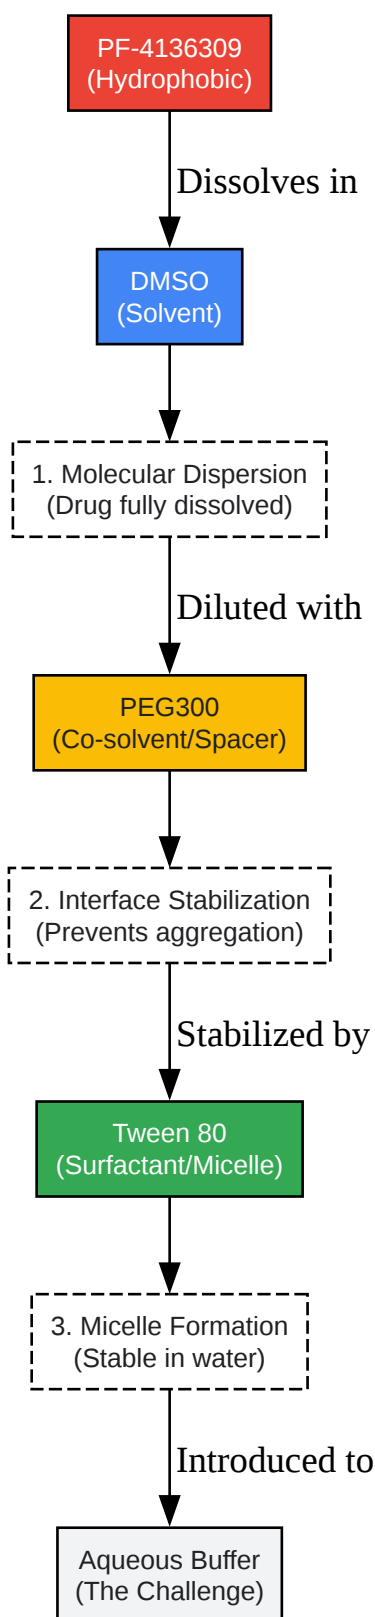 PF-4136309
(Hydrophobic)
Dissolves in
DMSO
(Solvent)
1. Molecular Dispersion
(Drug fully dissolved)
Diluted with
PEG300
(Co-solvent/Spacer)
2. Interface Stabilization
(Prevents aggregation)
Stabilized by
Tween 80
(Surfactant/Micelle)
3. Micelle Formation
(Stable in water)
Introduced to
Aqueous Buffer
(The Challenge)